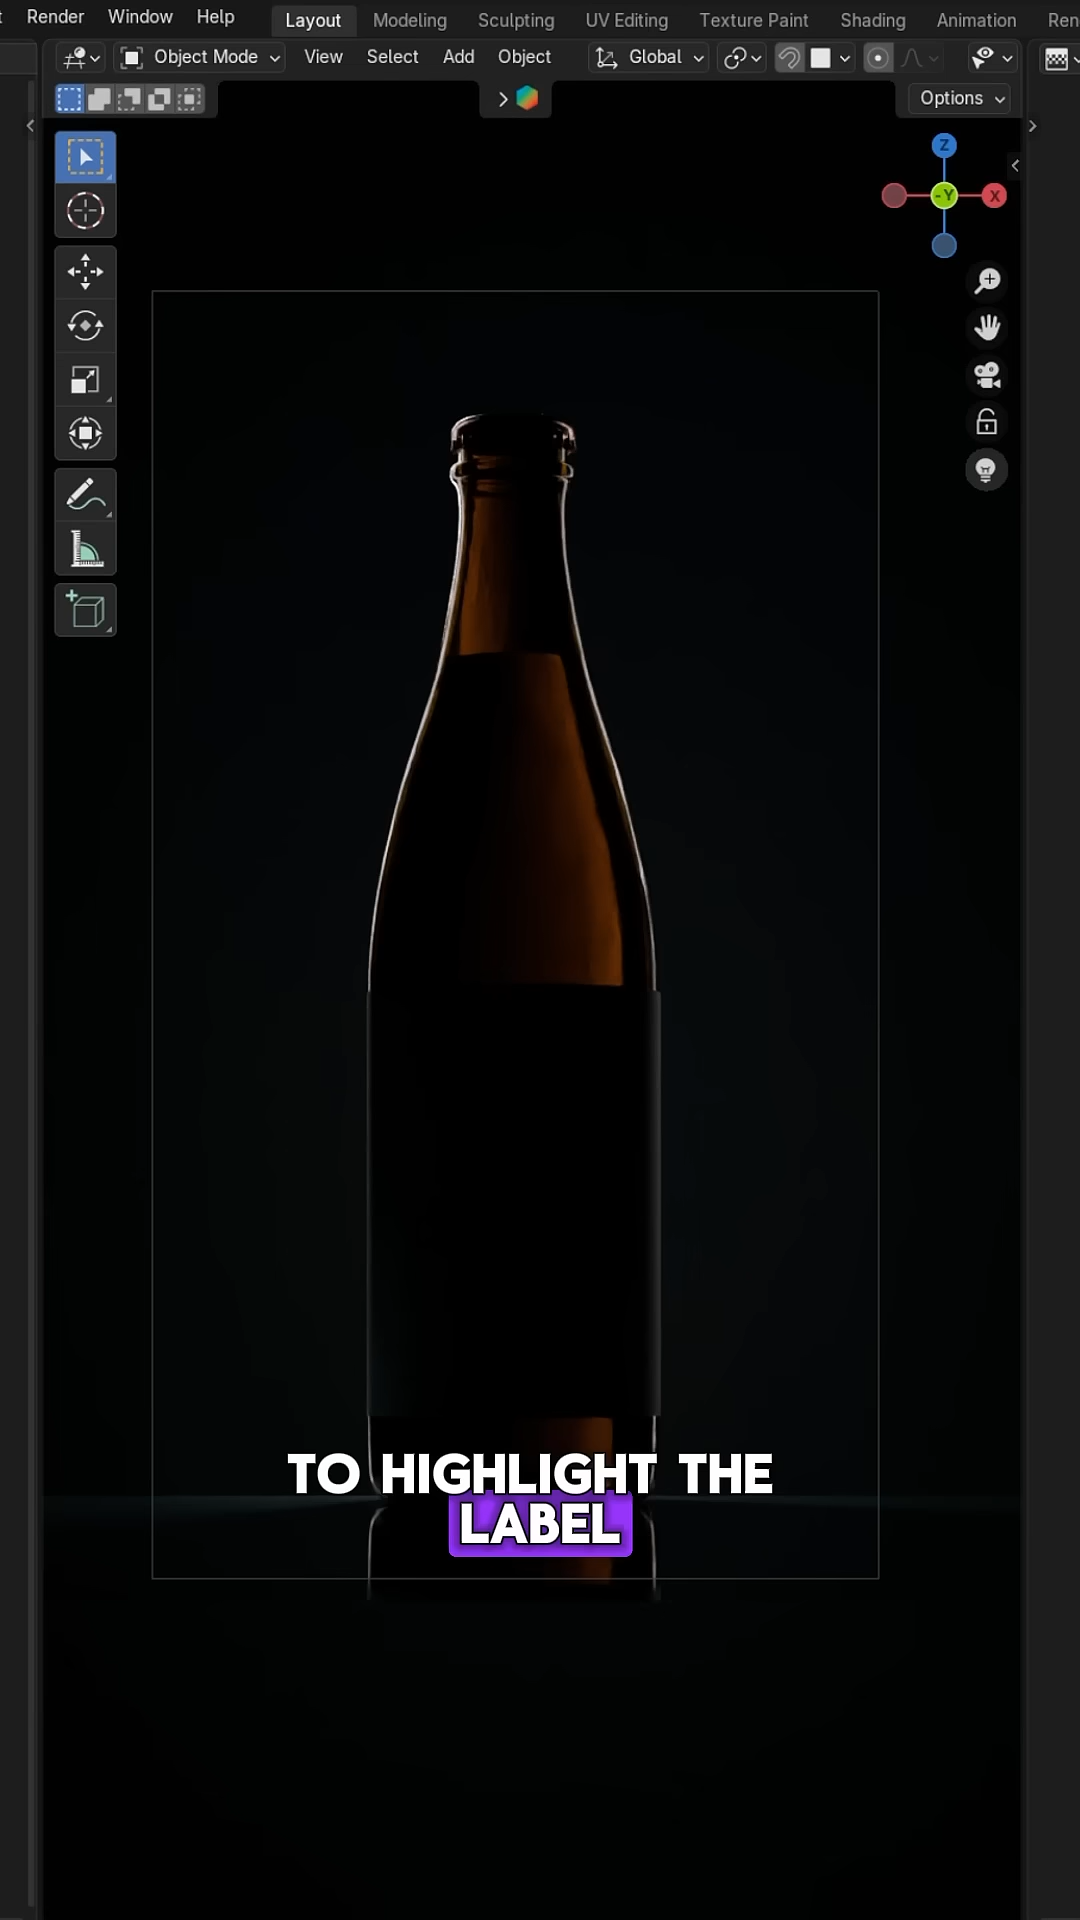 Render Window Help Layout Modeling Sculpting UV Editing Texture Paint Shading Animation
Object Mode View Select Add Object Global
Options
Z
-Y X
TO HIGHLIGHT THE
LABEL